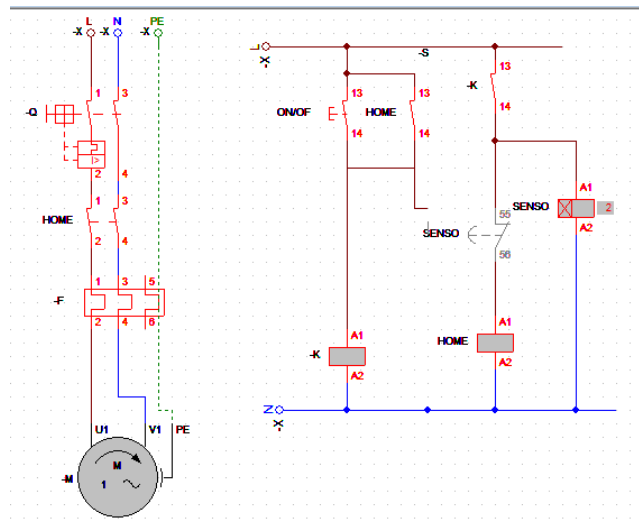 L N PE
-X -X -X
1 3
-Q
I>
2 4
1 3
HOME
2 4
1 3 5
-F
2 4 6
U1 V1 PE
-M
M
1
L
-X
-S
13 13 13
-K
ON/OF HOME
14 14 14
A1
55 SENSO 2
SENSO
A2
56
A1 A1
-K HOME
A2 A2
N
-X